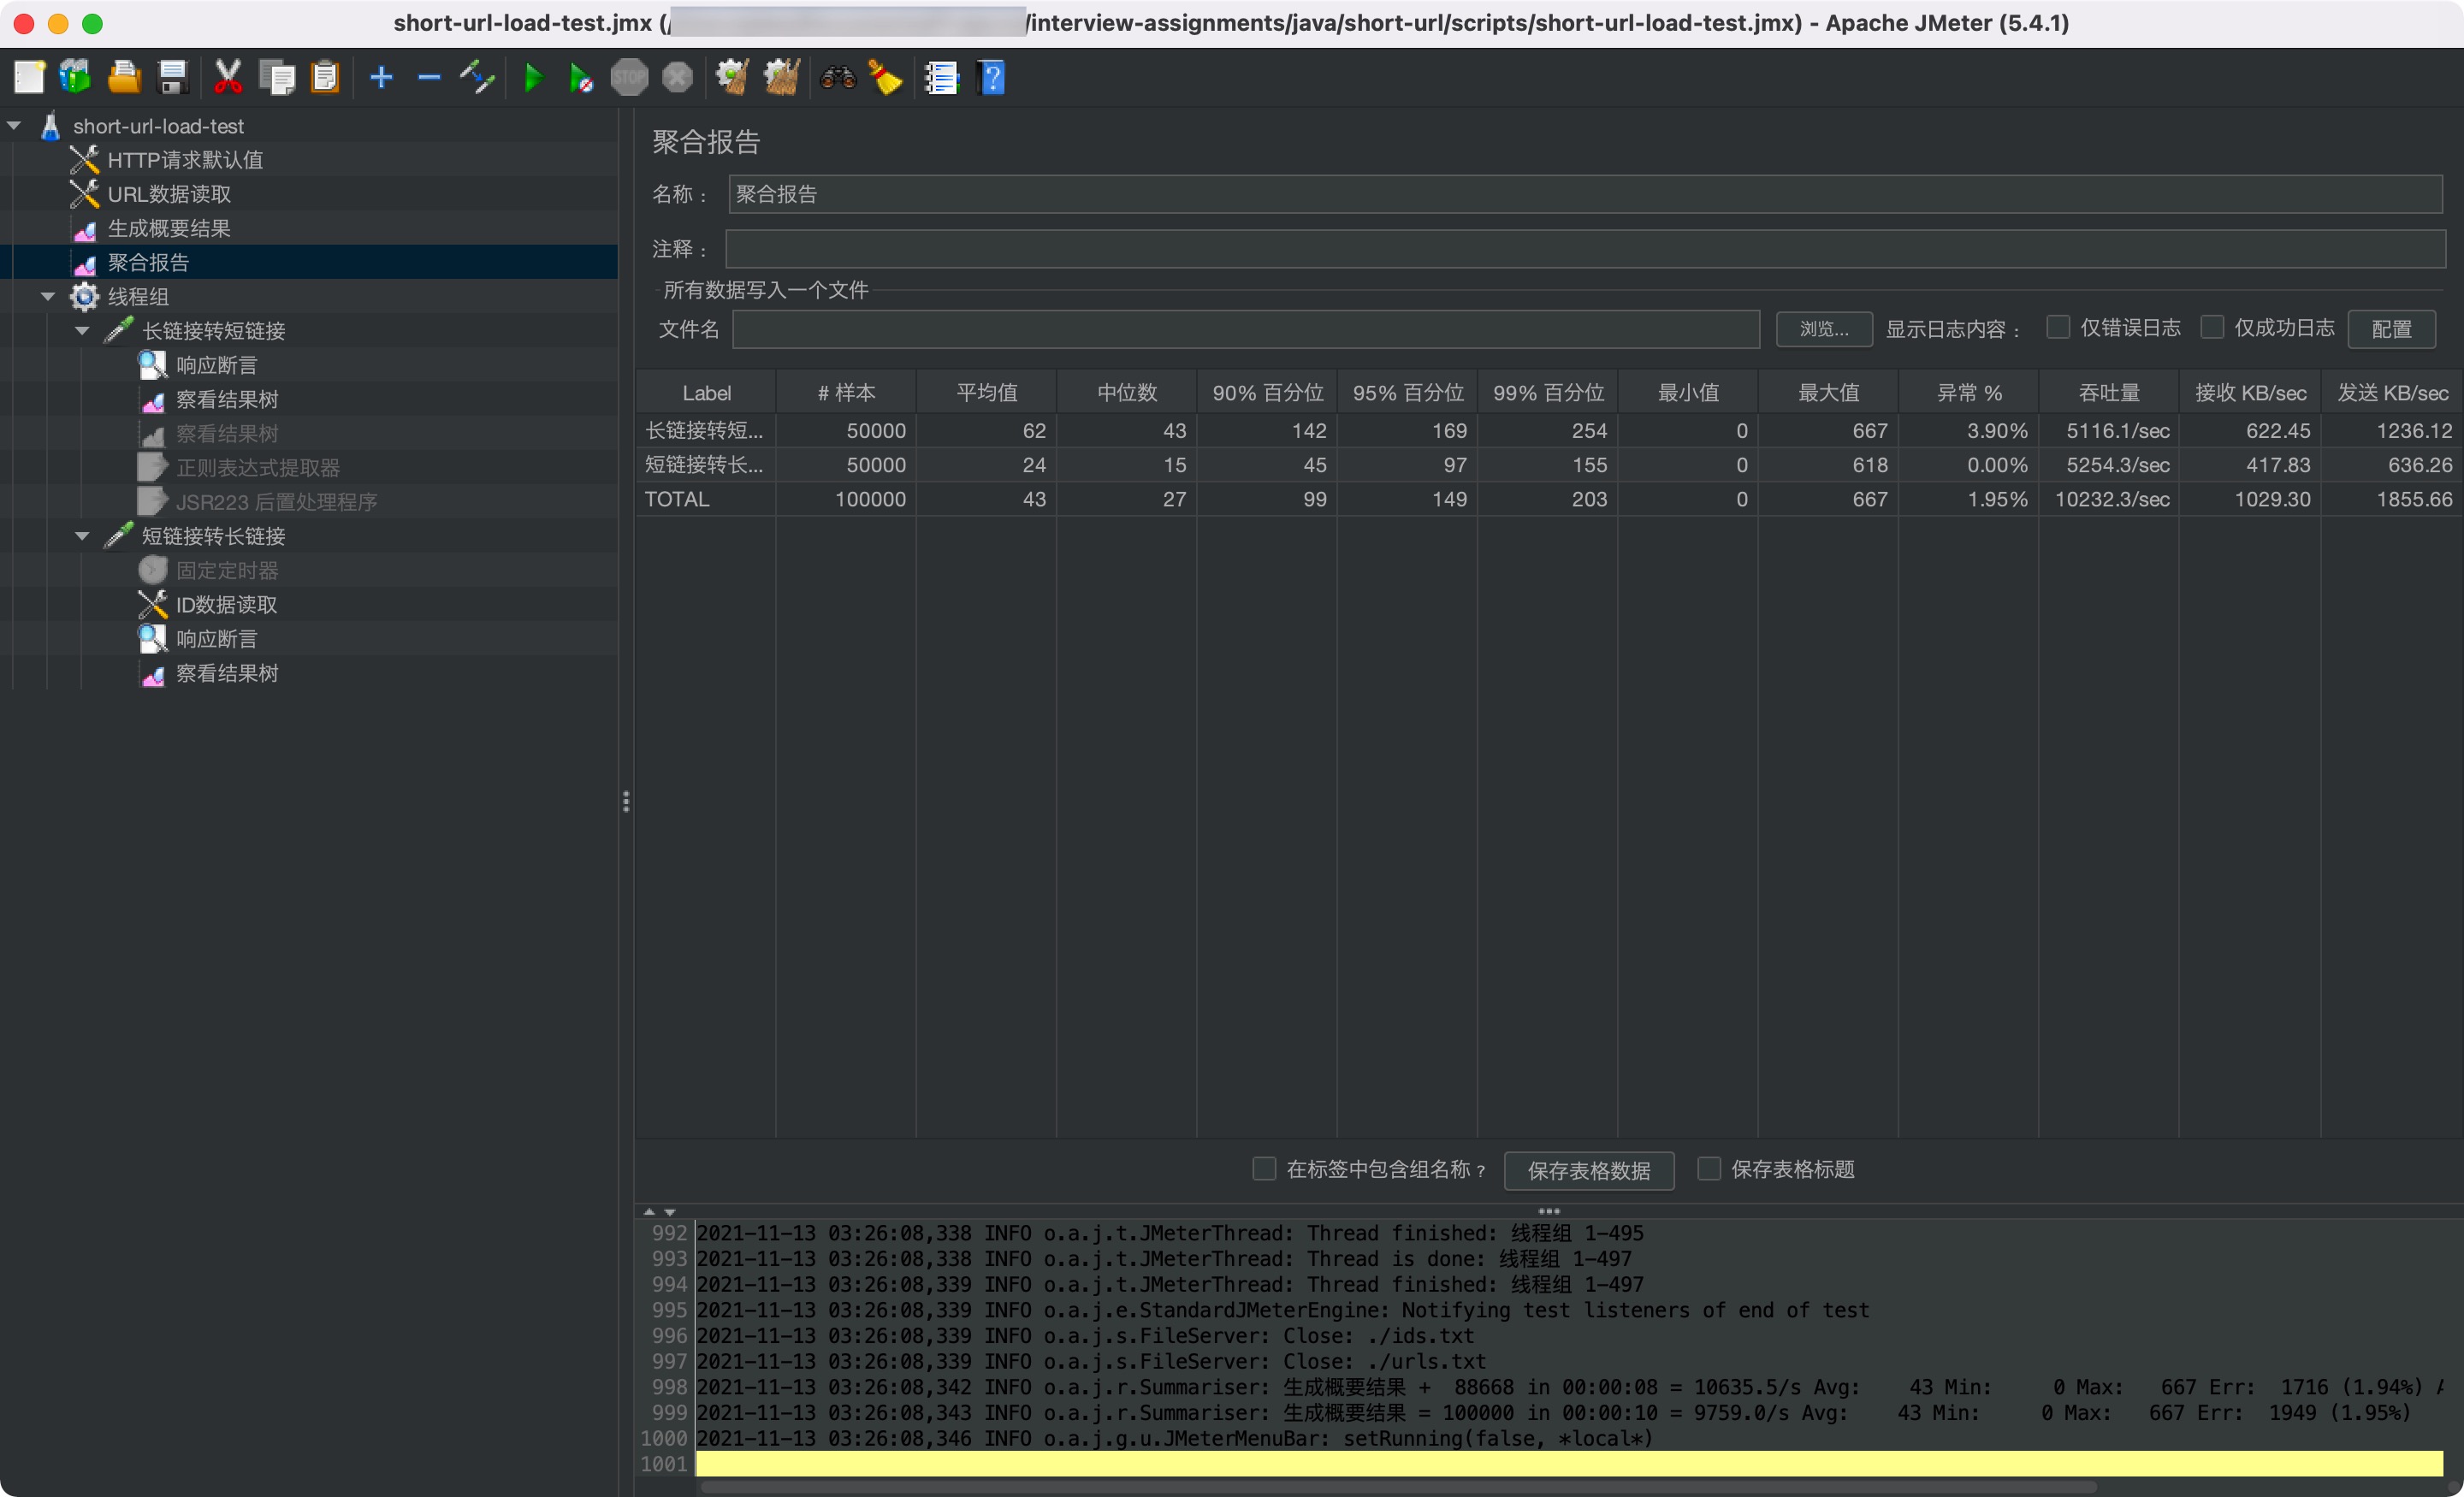 short-url-load-test.jmx (/ /interview-assignments/java/short-url/scripts/short-url-load-test.jmx) - Apache JMeter (5.4.1)
STOP
short-url-load-test
HTTP请求默认值
URL数据读取
生成概要结果
聚合报告
线程组
长链接转短链接
响应断言
察看结果树
察看结果树
正则表达式提取器
JSR223 后置处理程序
短链接转长链接
固定定时器
ID数据读取
响应断言
察看结果树
聚合报告
名称： 聚合报告
注释：
所有数据写入一个文件
文件名 浏览... 显示日志内容： 仅错误日志 仅成功日志 配置
Label # 样本 平均值 中位数 90% 百分位 95% 百分位 99% 百分位 最小值 最大值 异常 % 吞吐量 接收 KB/sec 发送 KB/sec
长链接转短... 50000 62 43 142 169 254 0 667 3.90% 5116.1/sec 622.45 1236.12
短链接转长... 50000 24 15 45 97 155 0 618 0.00% 5254.3/sec 417.83 636.26
TOTAL 100000 43 27 99 149 203 0 667 1.95% 10232.3/sec 1029.30 1855.66
在标签中包含组名称？ 保存表格数据 保存表格标题
992 2021-11-13 03:26:08,338 INFO o.a.j.t.JMeterThread: Thread finished: 线程组 1-495
993 2021-11-13 03:26:08,338 INFO o.a.j.t.JMeterThread: Thread is done: 线程组 1-497
994 2021-11-13 03:26:08,339 INFO o.a.j.t.JMeterThread: Thread finished: 线程组 1-497
995 2021-11-13 03:26:08,339 INFO o.a.j.e.StandardJMeterEngine: Notifying test listeners of end of test
996 2021-11-13 03:26:08,339 INFO o.a.j.s.FileServer: Close: ./ids.txt
997 2021-11-13 03:26:08,339 INFO o.a.j.s.FileServer: Close: ./urls.txt
998 2021-11-13 03:26:08,342 INFO o.a.j.r.Summariser: 生成概要结果 + 88668 in 00:00:08 = 10635.5/s Avg: 43 Min: 0 Max: 667 Err: 1716 (1.94%)
999 2021-11-13 03:26:08,343 INFO o.a.j.r.Summariser: 生成概要结果 = 100000 in 00:00:10 = 9759.0/s Avg: 43 Min: 0 Max: 667 Err: 1949 (1.95%)
1000 2021-11-13 03:26:08,346 INFO o.a.j.g.u.JMeterMenuBar: setRunning(false, *local*)
1001